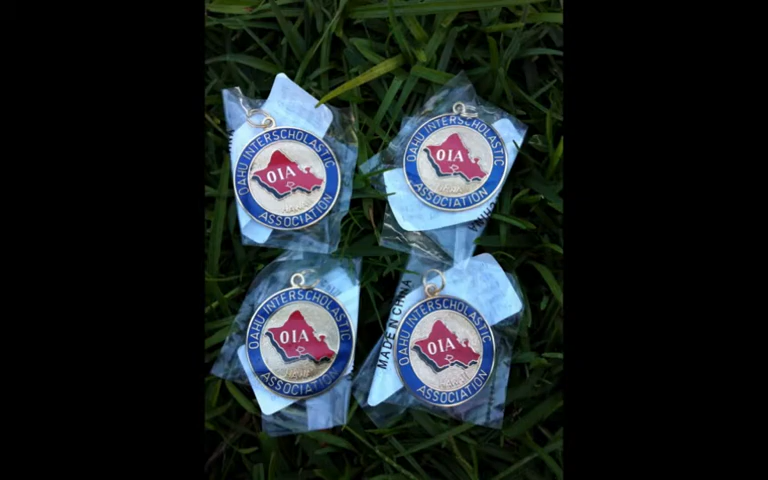 OAHU INTERSCHOLASTIC
OIA
ASSOCIATION
OAHU INTERSCHOLASTIC
OIA
ASSOCIATION
OAHU INTERSCHOLASTIC
OIA
ASSOCIATION
MADE IN CHINA
OAHU INTERSCHOLASTIC
OIA
ASSOCIATION